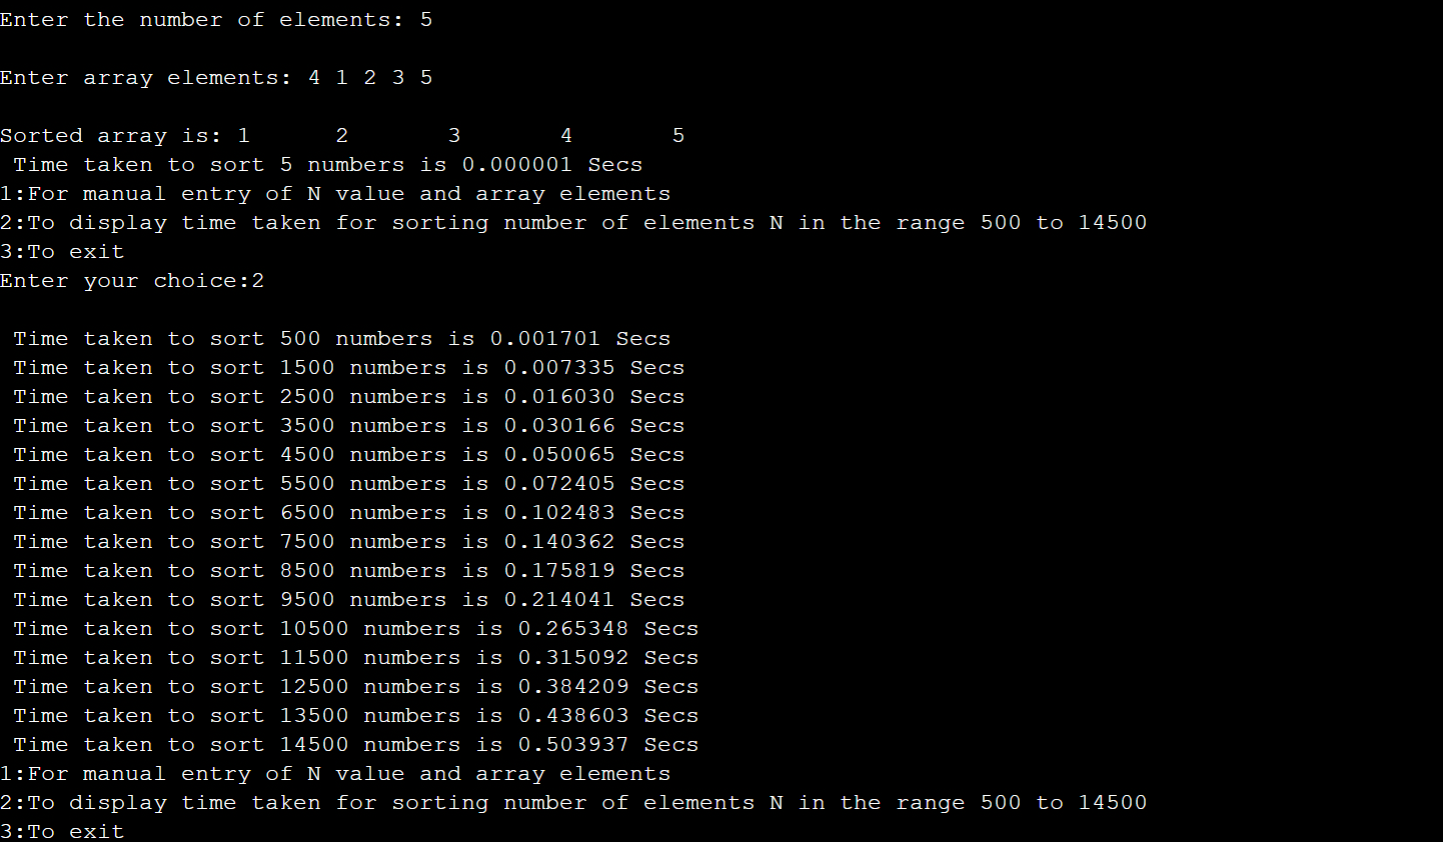 Enter the number of elements: 5
Enter array elements: 4 1 2 3 5
Sorted array is: 1      2       3       4       5
 Time taken to sort 5 numbers is 0.000001 Secs
1:For manual entry of N value and array elements
2:To display time taken for sorting number of elements N in the range 500 to 14500
3:To exit
Enter your choice:2
 Time taken to sort 500 numbers is 0.001701 Secs
 Time taken to sort 1500 numbers is 0.007335 Secs
 Time taken to sort 2500 numbers is 0.016030 Secs
 Time taken to sort 3500 numbers is 0.030166 Secs
 Time taken to sort 4500 numbers is 0.050065 Secs
 Time taken to sort 5500 numbers is 0.072405 Secs
 Time taken to sort 6500 numbers is 0.102483 Secs
 Time taken to sort 7500 numbers is 0.140362 Secs
 Time taken to sort 8500 numbers is 0.175819 Secs
 Time taken to sort 9500 numbers is 0.214041 Secs
 Time taken to sort 10500 numbers is 0.265348 Secs
 Time taken to sort 11500 numbers is 0.315092 Secs
 Time taken to sort 12500 numbers is 0.384209 Secs
 Time taken to sort 13500 numbers is 0.438603 Secs
 Time taken to sort 14500 numbers is 0.503937 Secs
1:For manual entry of N value and array elements
2:To display time taken for sorting number of elements N in the range 500 to 14500
3:To exit